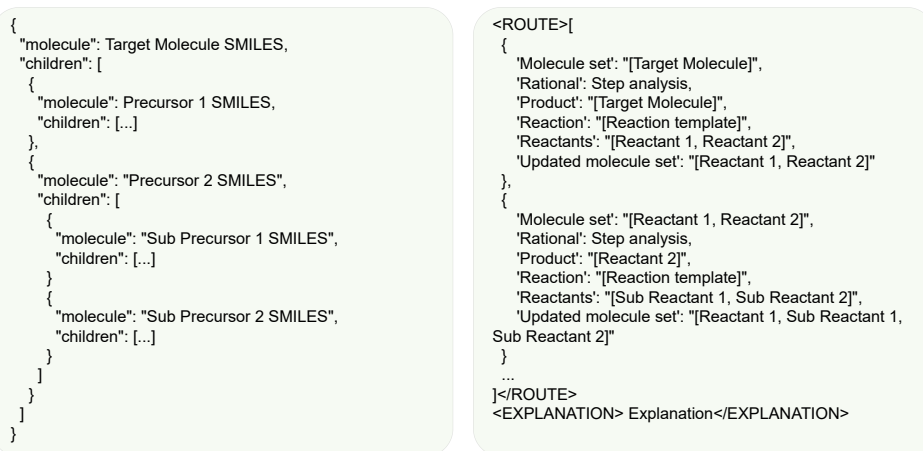 {
"molecule": Target Molecule SMILES,
"children": [
{
"molecule": Precursor 1 SMILES,
"children": [...]
},
{
"molecule": "Precursor 2 SMILES",
"children": [
{
"molecule": "Sub Precursor 1 SMILES",
"children": [...]
}
{
"molecule": "Sub Precursor 2 SMILES",
"children": [...]
}
]
}
]
}
<ROUTE>[
{
'Molecule set': "[Target Molecule]",
'Rational': Step analysis,
'Product': "[Target Molecule]",
'Reaction': "[Reaction template]",
'Reactants': "[Reactant 1, Reactant 2]",
'Updated molecule set': "[Reactant 1, Reactant 2]"
},
{
'Molecule set': "[Reactant 1, Reactant 2]",
'Rational': Step analysis,
'Product': "[Reactant 2]",
'Reaction': "[Reaction template]",
'Reactants': "[Sub Reactant 1, Sub Reactant 2]",
'Updated molecule set': "[Reactant 1, Sub Reactant 1,
Sub Reactant 2]"
}
...
]</ROUTE>
<EXPLANATION> Explanation</EXPLANATION>